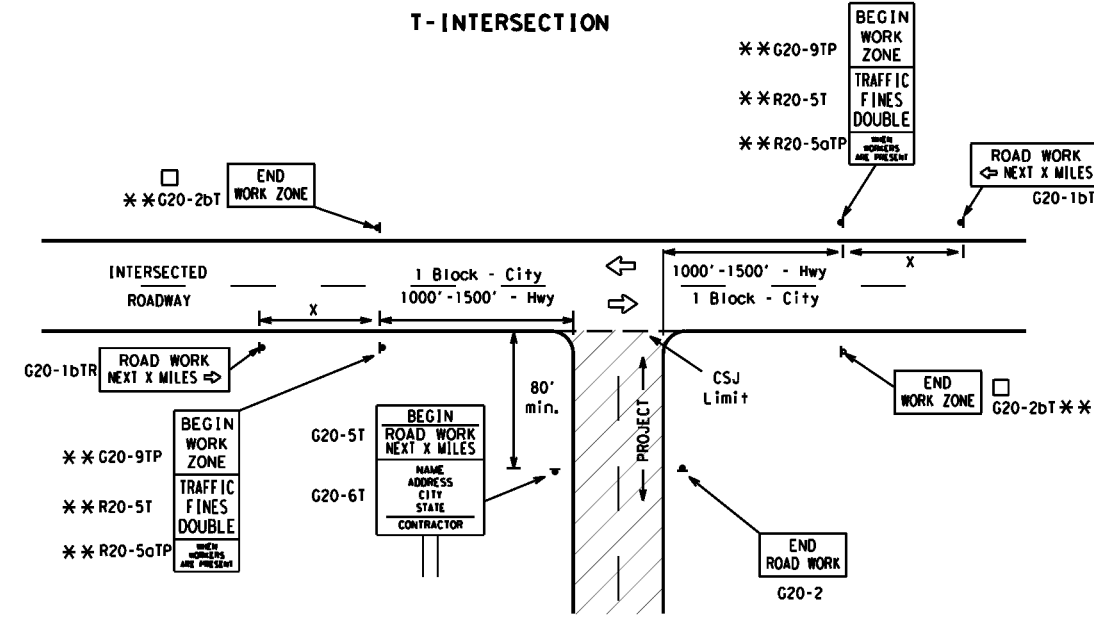 T-INTERSECTION
BEGIN
WORK
ZONE
**G20-9TP
TRAFFIC
FINES
DOUBLE
**R20-5T
WHEN
WORKERS
ARE PRESENT
**R20-5aTP
ROAD WORK
⇦ NEXT X MILES
G20-1bT
END
WORK ZONE
□
**G20-2bT
INTERSECTED
ROADWAY
1 Block - City
1000'-1500' - Hwy
1000'-1500' - Hwy
1 Block - City
X
X
G20-1bTR
ROAD WORK
NEXT X MILES ⇨
80'
min.
PROJECT
CSJ
Limit
END
WORK ZONE
□
G20-2bT**
BEGIN
WORK
ZONE
**G20-9TP
TRAFFIC
FINES
DOUBLE
**R20-5T
WHEN
WORKERS
ARE PRESENT
**R20-5aTP
G20-5T
BEGIN
ROAD WORK
NEXT X MILES
G20-6T
NAME
ADDRESS
CITY
STATE
CONTRACTOR
END
ROAD WORK
G20-2